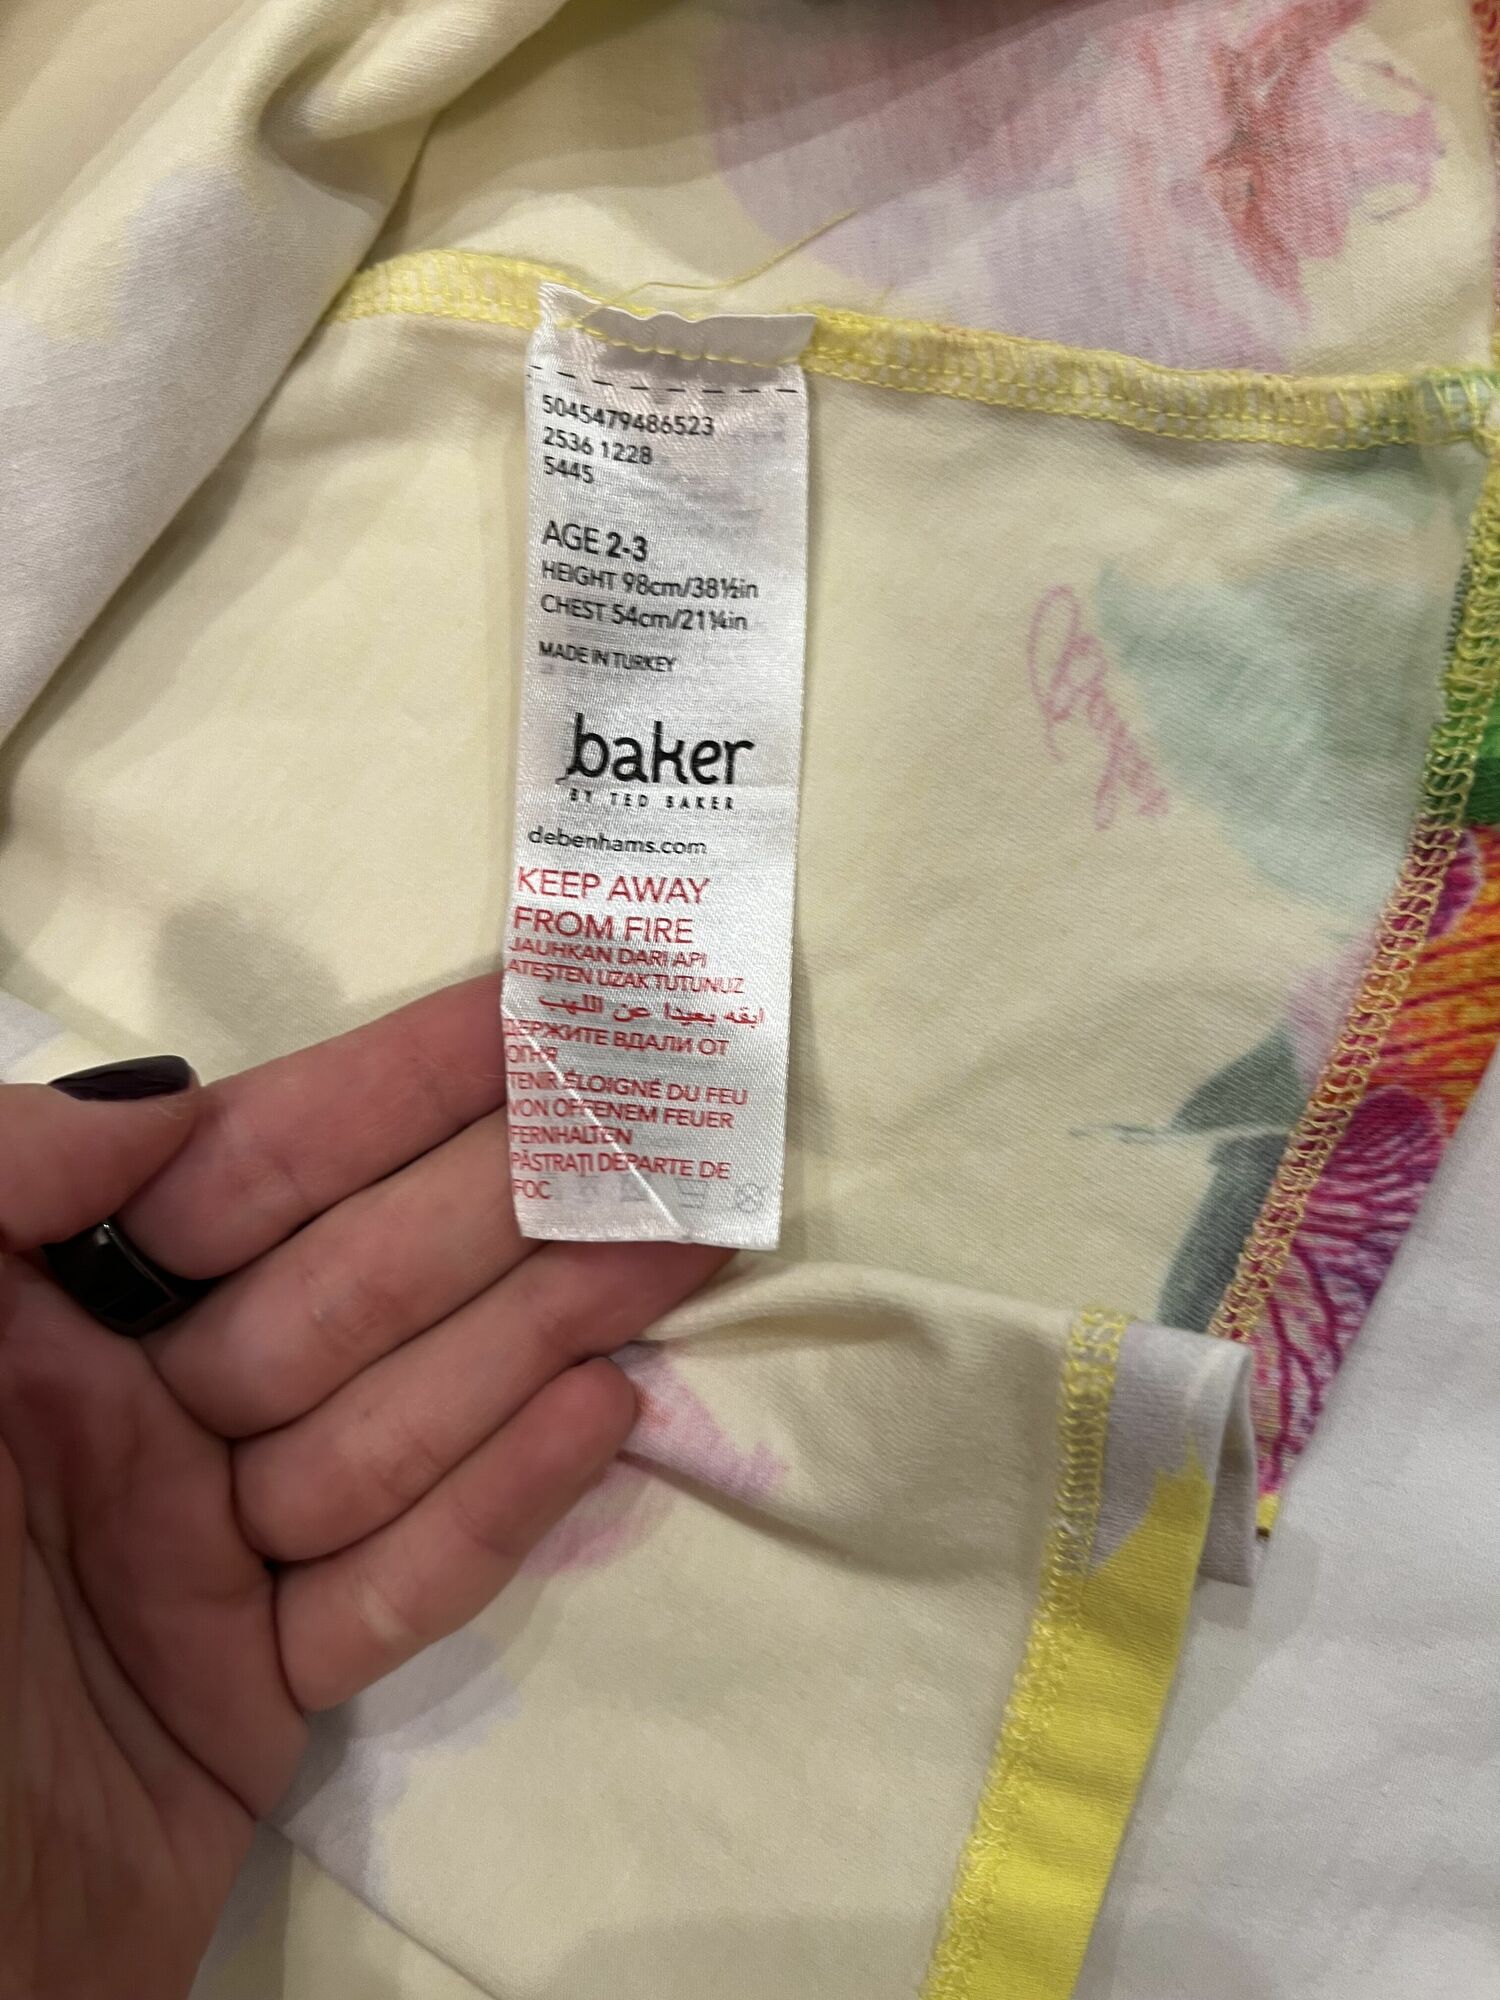 5045479486523
2536 1228
5445
AGE 2-3
HEIGHT 98cm/38½in
CHEST 54cm/21¼in
MADE IN TURKEY
baker
BY TED BAKER
debenhams.com
KEEP AWAY
FROM FIRE
JAUHKAN DARI API
ATEŞTEN UZAK TUTUNUZ
ابقه بعيدا عن اللهب
ДЕРЖИТЕ ВДАЛИ ОТ
ОГНЯ
TENIR ÉLOIGNÉ DU FEU
VON OFFENEM FEUER
FERNHALTEN
PĂSTRAŢI DEPARTE DE
FOC